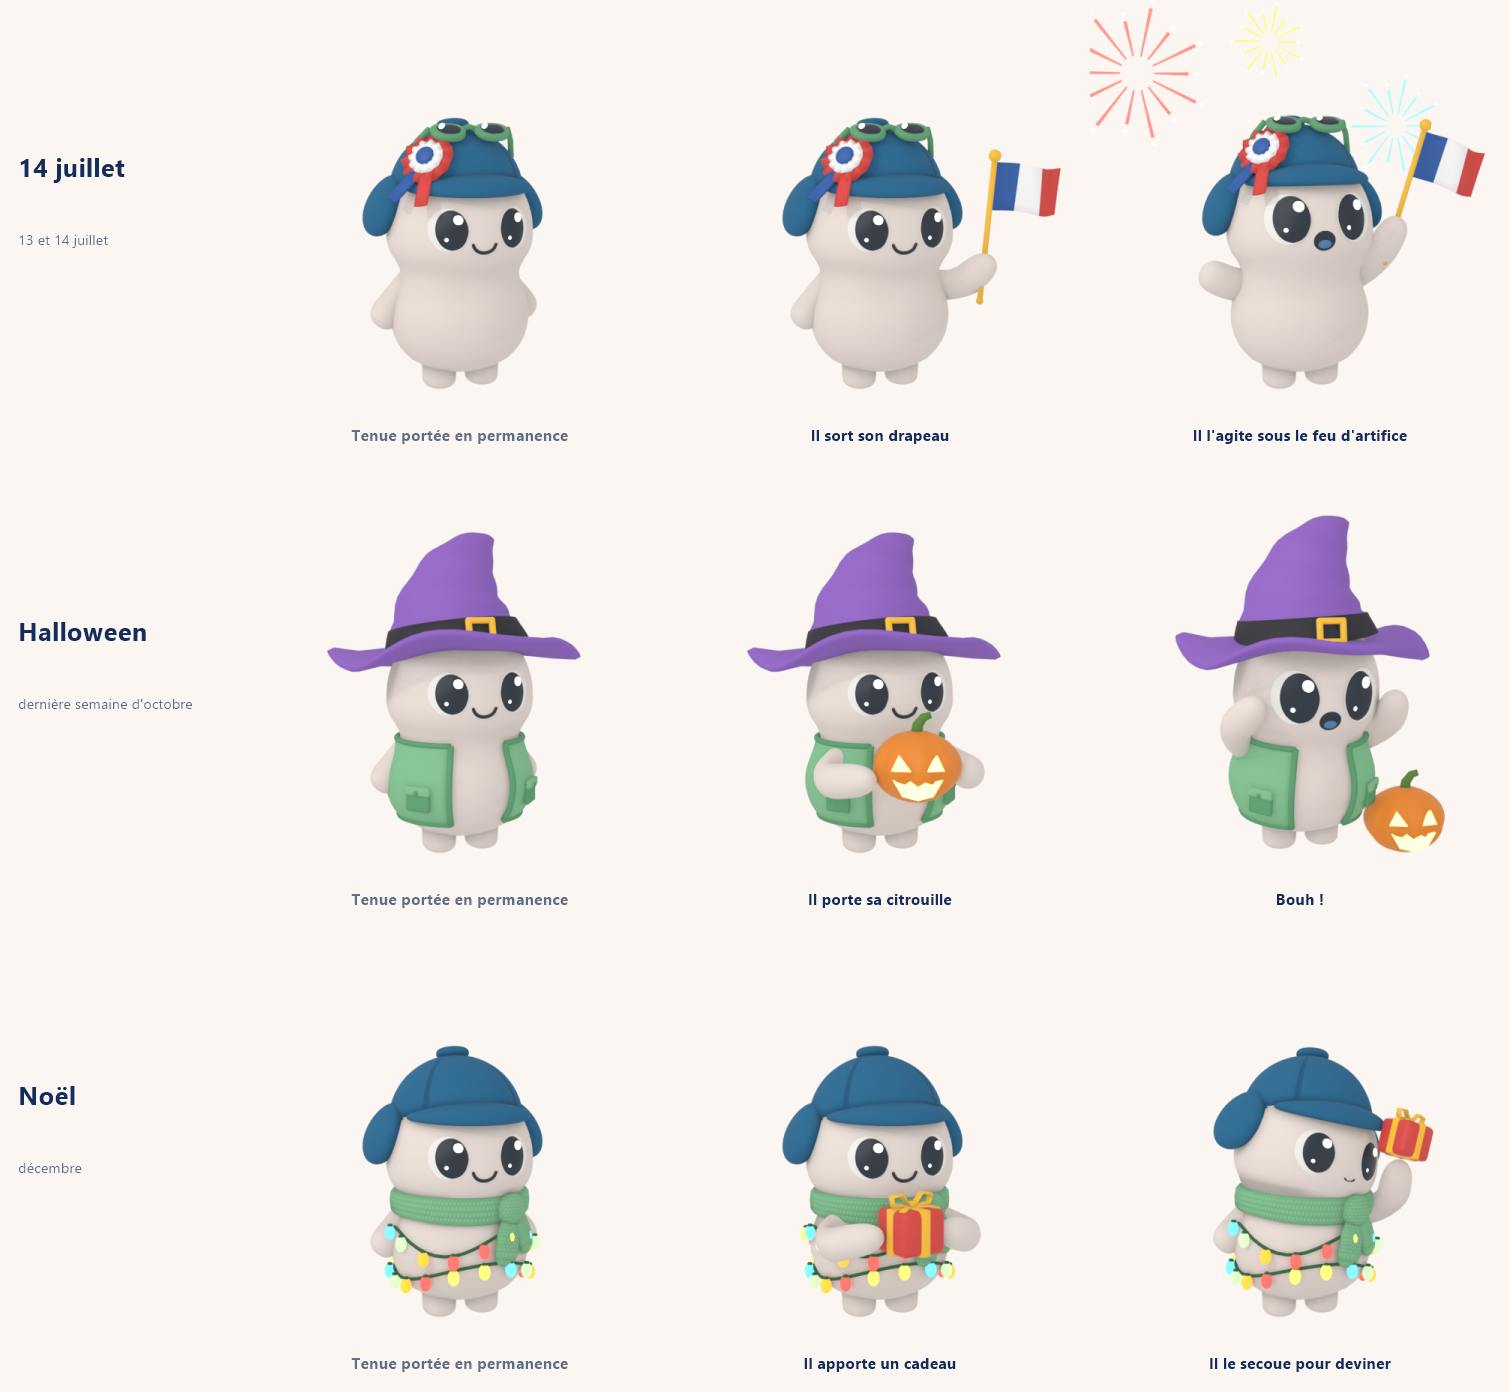 14 juillet
13 et 14 juillet
Tenue portée en permanence
Il sort son drapeau
Il l'agite sous le feu d'artifice
Halloween
dernière semaine d'octobre
Tenue portée en permanence
Il porte sa citrouille
Bouh !
Noël
décembre
Tenue portée en permanence
Il apporte un cadeau
Il le secoue pour deviner